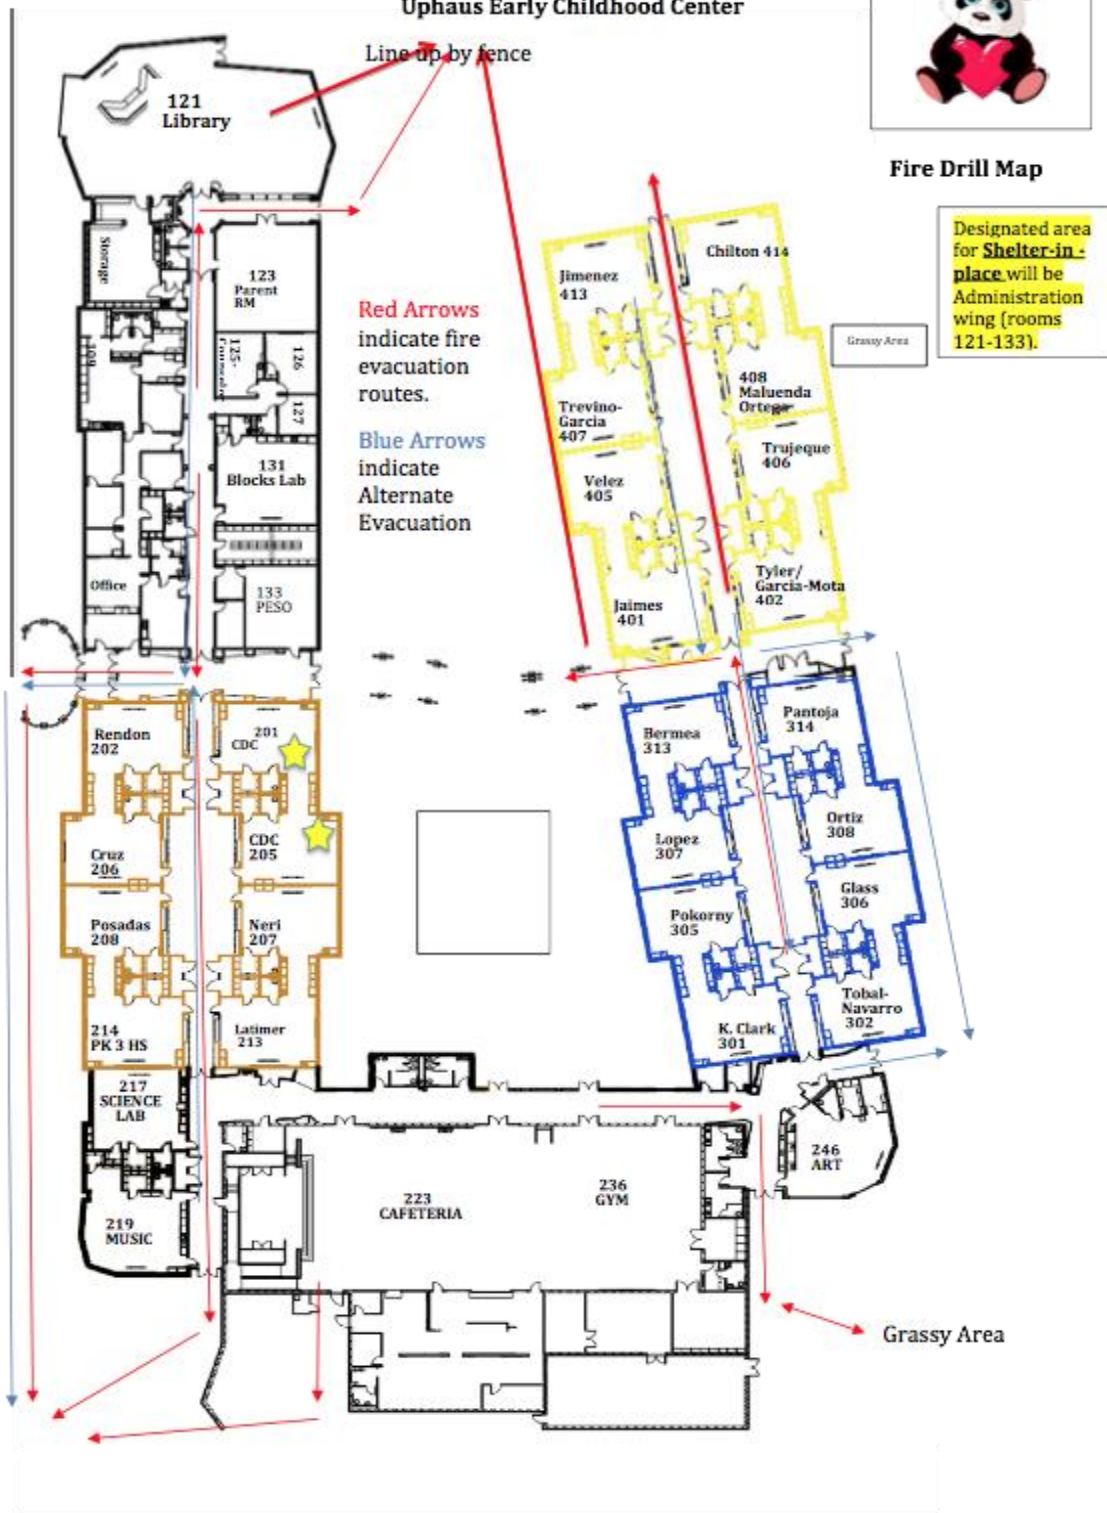 Uphaus Early Childhood Center
Line up by fence
121
Library
Fire Drill Map
Designated area
for Shelter-in -
place will be
Administration
wing (rooms
121-133).
Grassy Area
Storage
123
Parent
RM
109
125-
126
127
131
Blocks Lab
Office
133
PESO
Red Arrows
indicate fire
evacuation
routes.
Blue Arrows
indicate
Alternate
Evacuation
Jimenez
413
Chilton 414
Trevino-
Garcia
407
408
Maluenda
Ortega
Velez
405
Trujeque
406
Jaimes
401
Tyler/
Garcia-Mota
402
Rendon
202
201
CDC
Cruz
206
CDC
205
Posadas
208
Neri
207
214
PK 3 HS
Latimer
213
217
SCIENCE
LAB
219
MUSIC
Bermea
313
Pantoja
314
Lopez
307
Ortiz
308
Pokorny
305
Glass
306
K. Clark
301
Tobal-
Navarro
302
223
CAFETERIA
236
GYM
246
ART
Grassy Area